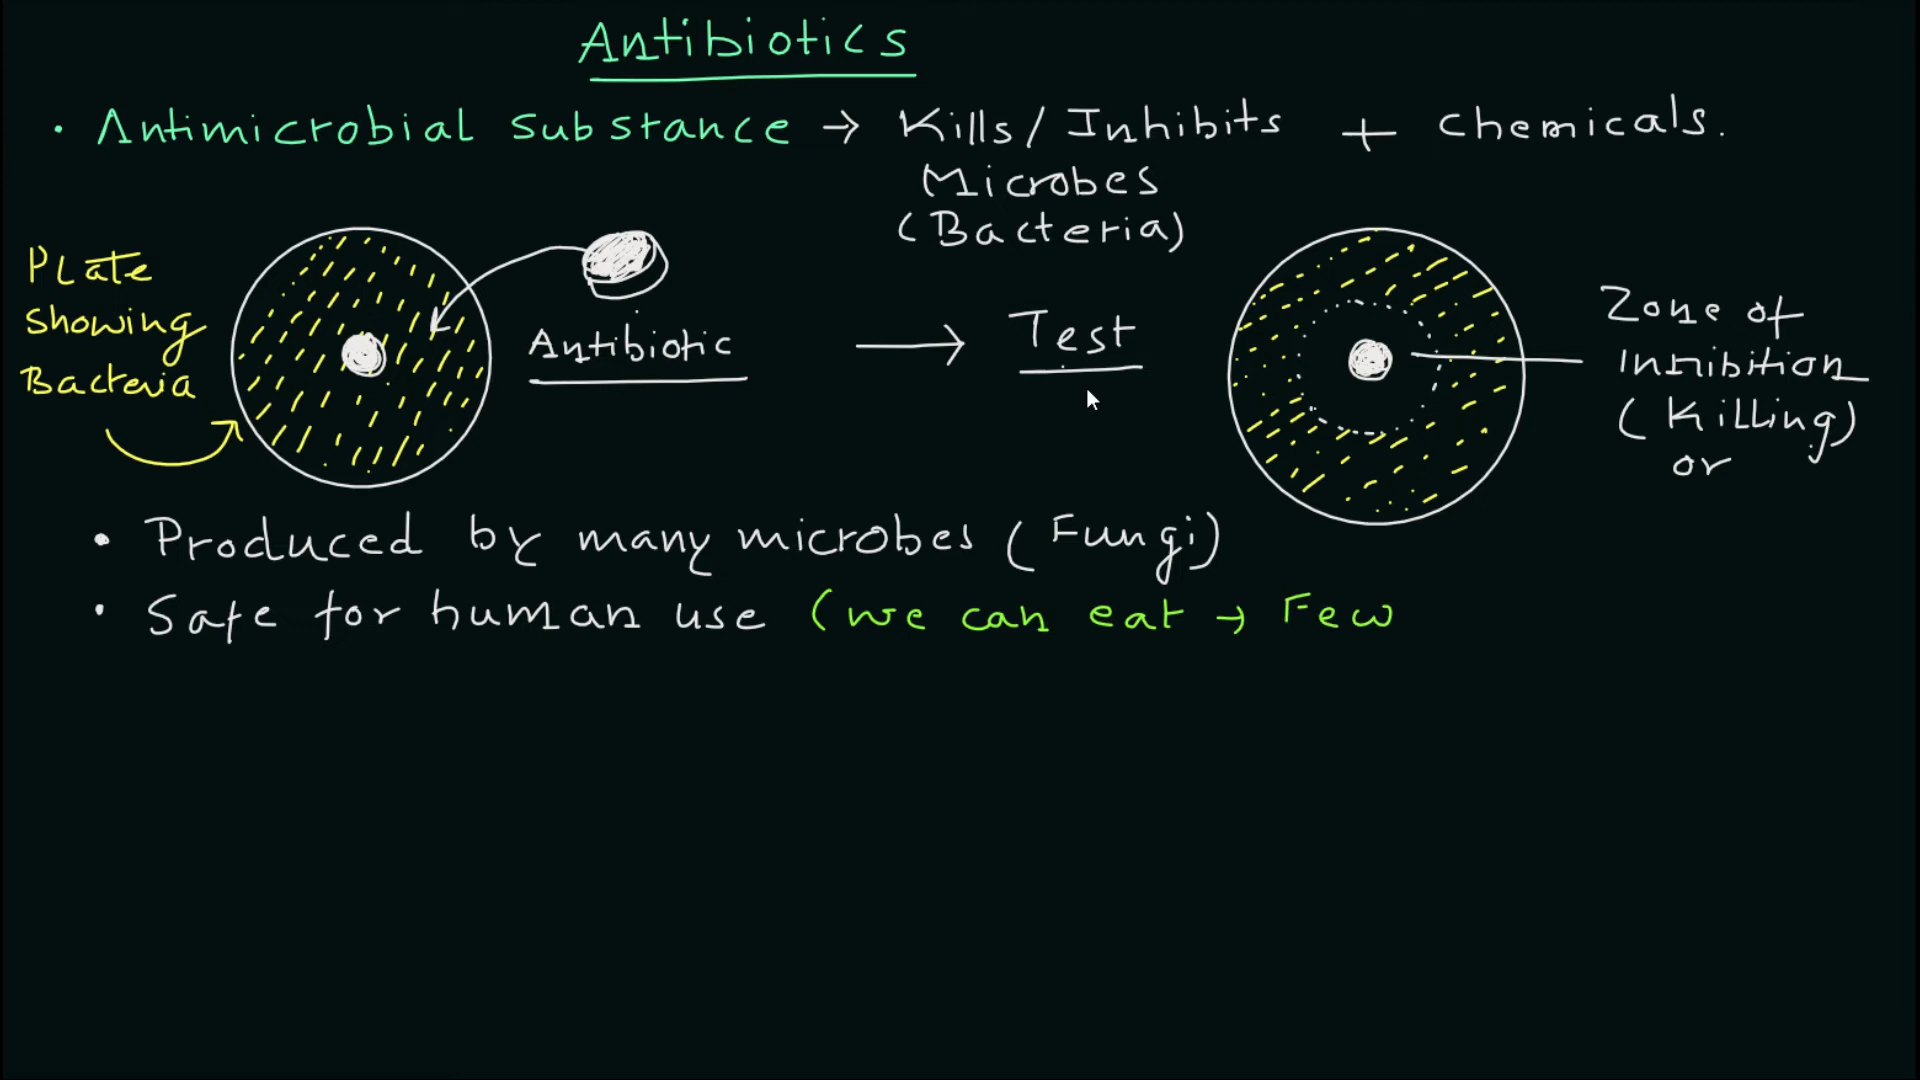 Antibiotics
• Antimicrobial substance → Kills/Inhibits + chemicals.
Microbes
(Bacteria)
Plate
showing
Bacteria
Antibiotic
→ Test
Zone of
Inhibition
(Killing)
or
• Produced by many microbes (Fungi)
• Safe for human use (we can eat → Few